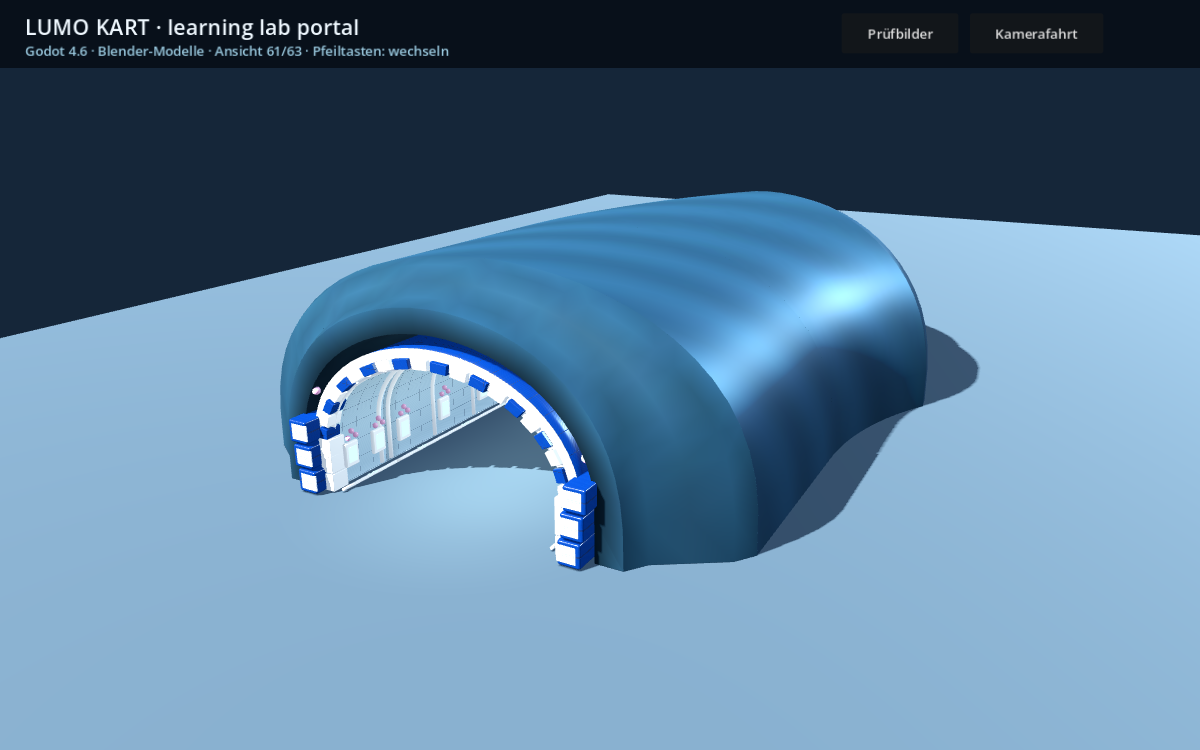 LUMO KART · learning lab portal
Godot 4.6 · Blender-Modelle · Ansicht 61/63 · Pfeiltasten: wechseln
Prüfbilder
Kamerafahrt